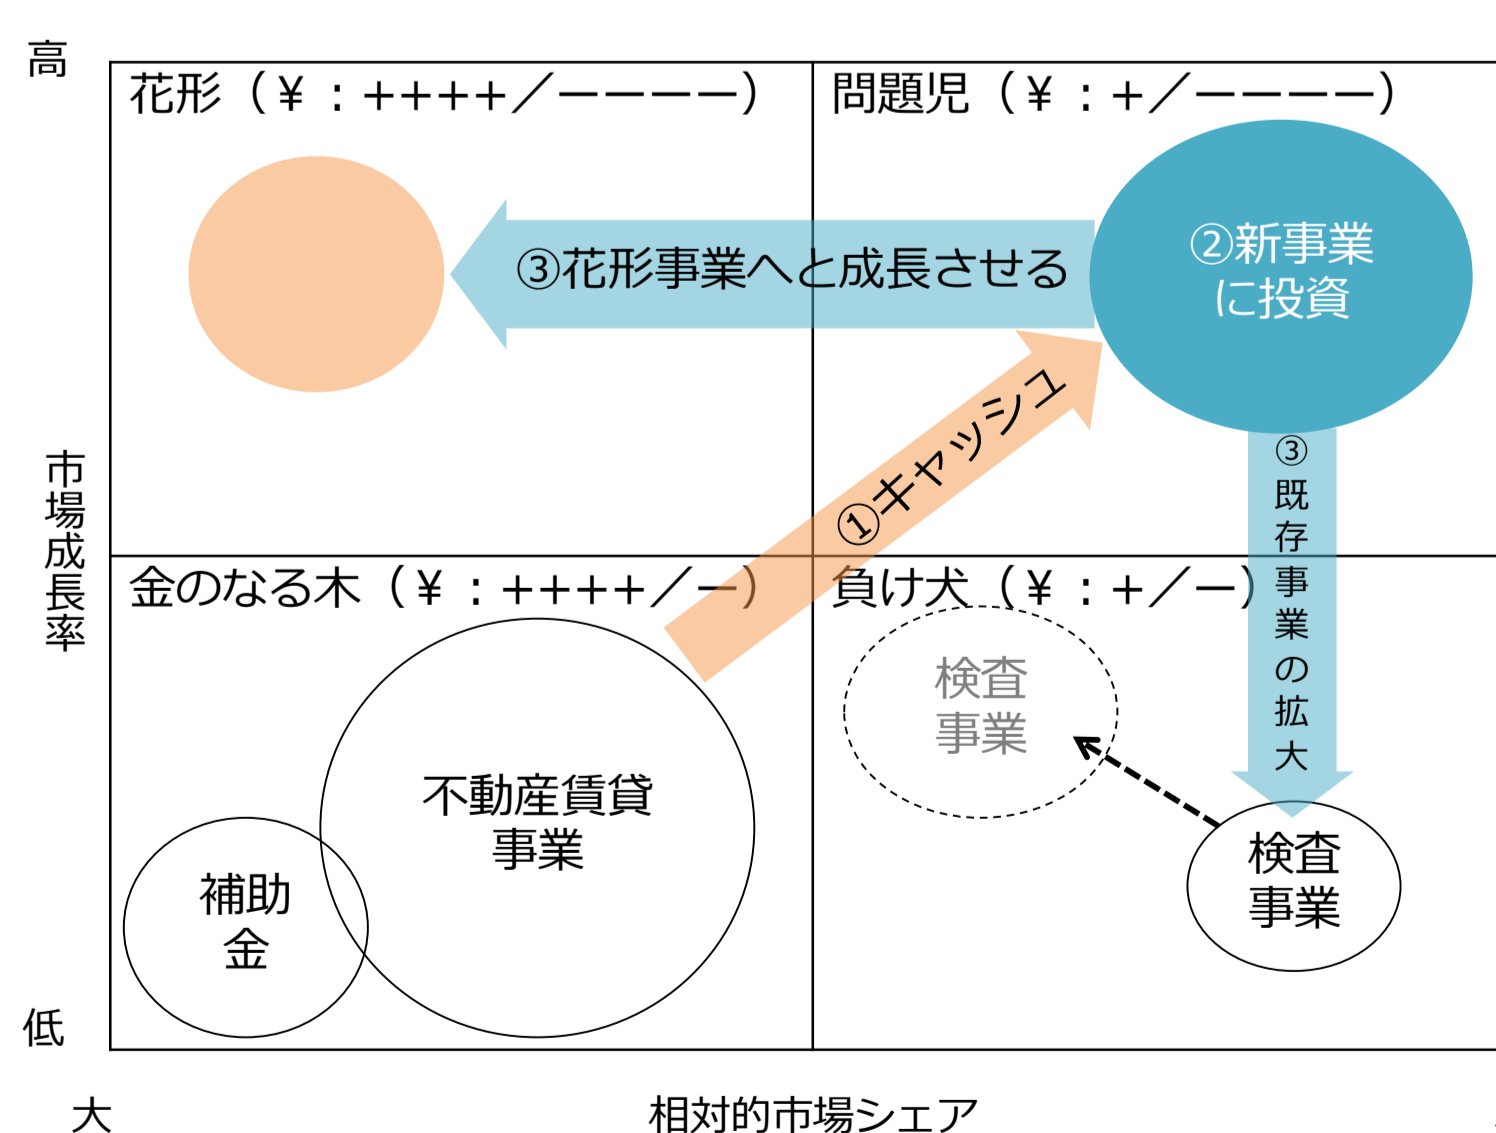 高
花形（￥：++++／ーーーー）
問題児（￥：+／ーーーー）
②新事業
に投資
③花形事業へと成長させる
①キャッシュ
③既存事業の拡大
市場成長率
金のなる木（￥：++++／ー）
負け犬（￥：+／ー）
検査
事業
不動産賃貸
事業
補助
金
検査
事業
低
大
相対的市場シェア